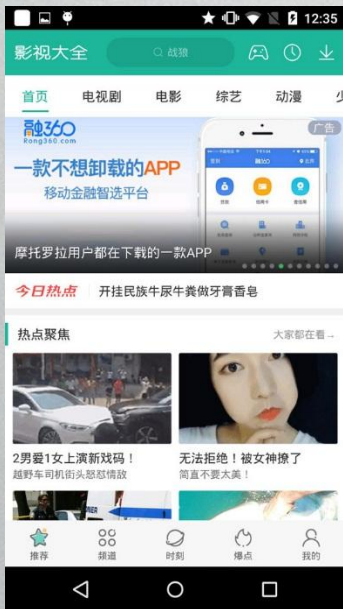 12:35
影视大全
战狼
首页 电视剧 电影 综艺 动漫
融360
Rong360.com
广告
一款不想卸载的APP
移动金融智选平台
摩托罗拉用户都在下载的一款APP
今日热点 开挂民族牛尿牛粪做牙膏香皂
热点聚焦 大家都在看→
2男爱1女上演新戏码！
越野车司机街头怒怼情敌
无法拒绝！被女神撩了
简直不要太美！
推荐 频道 时刻 爆点 我的